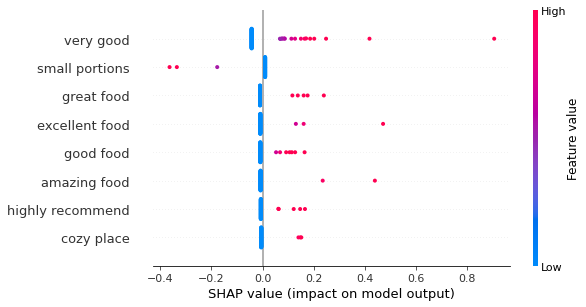 High
very good
small portions
great food
excellent food
good food
amazing food
highly recommend
cozy place
Low
Feature value
−0.4 −0.2 0.0 0.2 0.4 0.6 0.8
SHAP value (impact on model output)